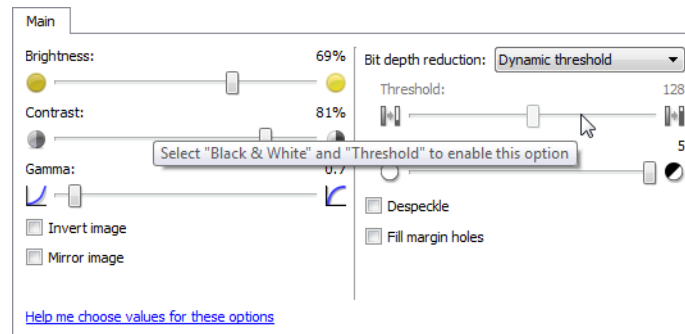 Main
Brightness: 69%
Contrast: 81%
Gamma: 0.7
Invert image
Mirror image
Help me choose values for these options
Bit depth reduction: Dynamic threshold
Threshold: 128
Select "Black & White" and "Threshold" to enable this option
5
Despeckle
Fill margin holes